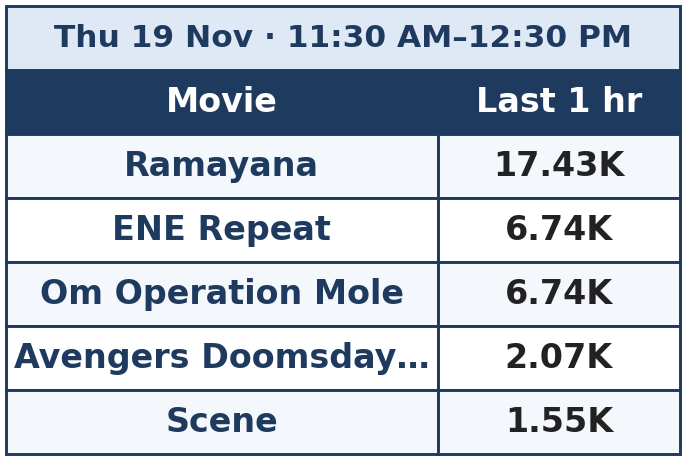 Thu 19 Nov · 11:30 AM–12:30 PM
Movie Last 1 hr
Ramayana 17.43K
ENE Repeat 6.74K
Om Operation Mole 6.74K
Avengers Doomsday… 2.07K
Scene 1.55K